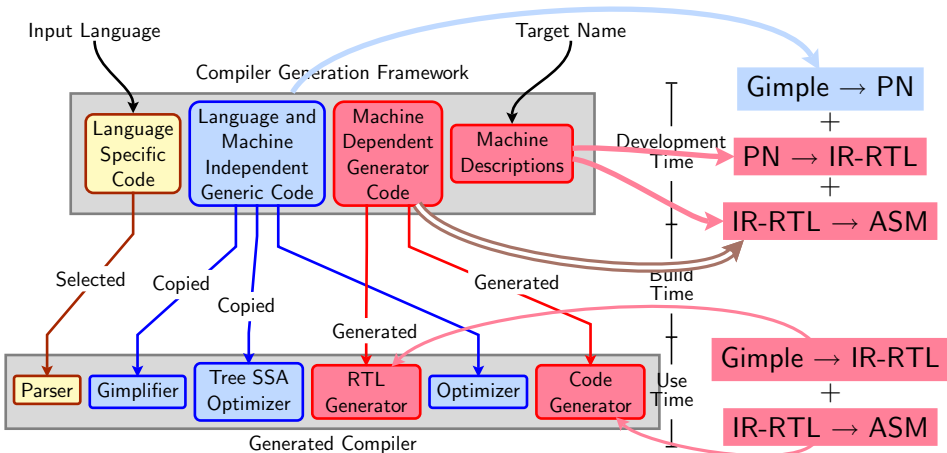 Input Language
Target Name
Compiler Generation Framework
Gimple → PN
+
Language
Specific
Code
Language and
Machine
Independent
Generic Code
Machine
Dependent
Generator
Code
Machine
Descriptions
Development
Time
PN → IR-RTL
+
IR-RTL → ASM
Selected
Copied
Copied
Generated
Generated
Build
Time
Parser
Gimplifier
Tree SSA
Optimizer
RTL
Generator
Optimizer
Code
Generator
Use
Time
Gimple → IR-RTL
+
IR-RTL → ASM
Generated Compiler